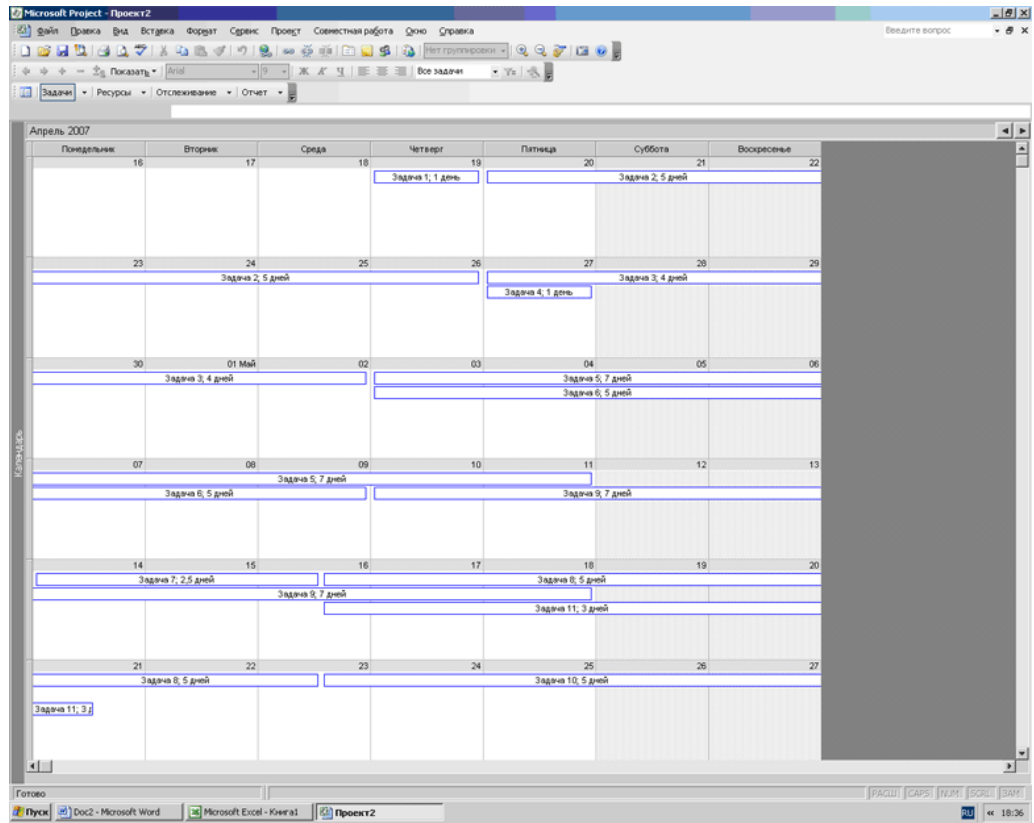 Microsoft Project - Проект2
Файл Правка Вид Вставка Формат Сервис Проект Совместная работа Окно Справка Введите вопрос
Нет группировки
Показать Arial 9 Ж К Ч Все задачи
Задачи Ресурсы Отслеживание Отчет
Апрель 2007
Понедельник Вторник Среда Четверг Пятница Суббота Воскресенье
16 17 18 19 20 21 22
Задача 1; 1 день Задача 2; 5 дней
23 24 25 26 27 28 29
Задача 2; 5 дней Задача 3; 4 дней
Задача 4; 1 день
30 01 Май 02 03 04 05 06
Задача 3; 4 дней Задача 5; 7 дней
Задача 6; 5 дней
Календарь
07 08 09 10 11 12 13
Задача 5; 7 дней
Задача 6; 5 дней Задача 9; 7 дней
14 15 16 17 18 19 20
Задача 7; 2,5 дней Задача 8; 5 дней
Задача 9; 7 дней
Задача 11; 3 дней
21 22 23 24 25 26 27
Задача 8; 5 дней Задача 10; 5 дней
Задача 11; 3 д
Готово РАСШ CAPS NUM SCRL ЗАМ
Пуск Doc2 - Microsoft Word Microsoft Excel - Книга1 Проект2 RU « 18:36